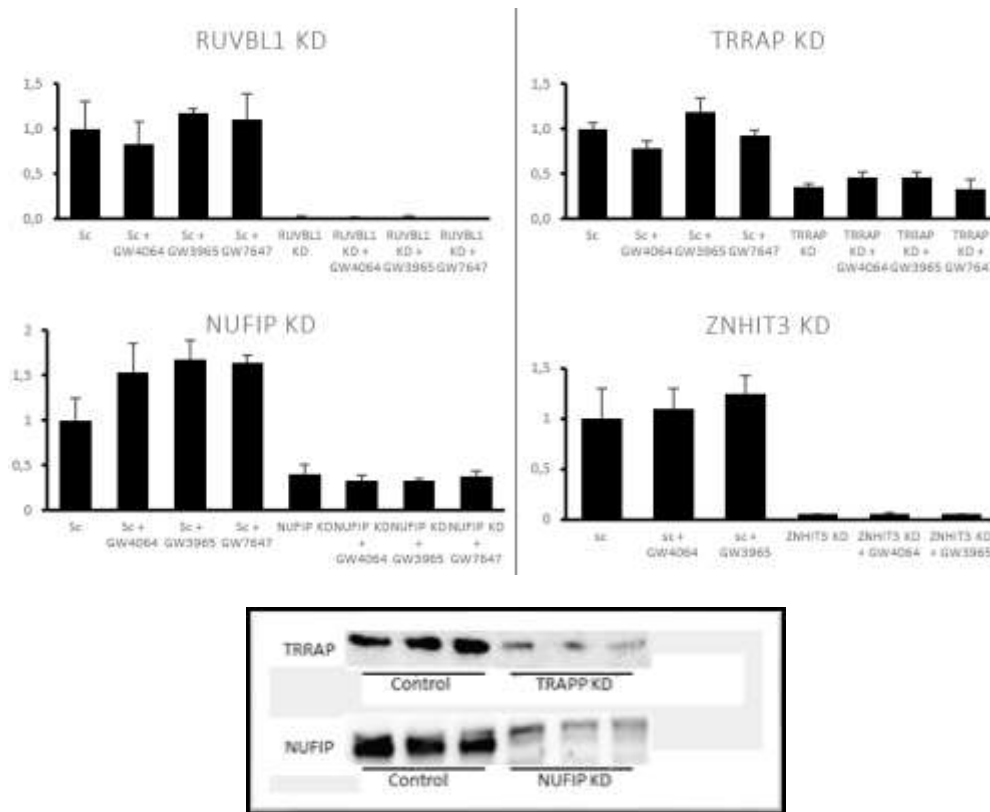 RUVBL1 KD
1,5
1,0
0,5
0,0
Sc
Sc +
GW4064
Sc +
GW3965
Sc +
GW7647
RUVBL1
KD
RUVBL1
KD +
GW4064
RUVBL1
KD +
GW3965
RUVBL1
KD +
GW7647
TRRAP KD
1,5
1,0
0,5
0,0
Sc
Sc +
GW4064
Sc +
GW3965
Sc +
GW7647
TRRAP
KD
TRRAP
KD +
GW4064
TRRAP
KD +
GW3965
TRRAP
KD +
GW764
NUFIP KD
2
1,5
1
0,5
0
Sc
Sc +
GW4064
Sc +
GW3965
Sc +
GW7647
NUFIP KD
NUFIP KD
+
GW4064
NUFIP KD
+
GW3965
NUFIP KD
+
GW7647
ZNHIT3 KD
1,5
1
0,5
0
sc
sc +
GW4064
sc +
GW3965
ZNHIT3 KD
ZNHIT3 KD
+ GW4064
ZNHIT3 KD
+ GW3965
TRRAP
Control
TRAPP KD
NUFIP
Control
NUFIP KD